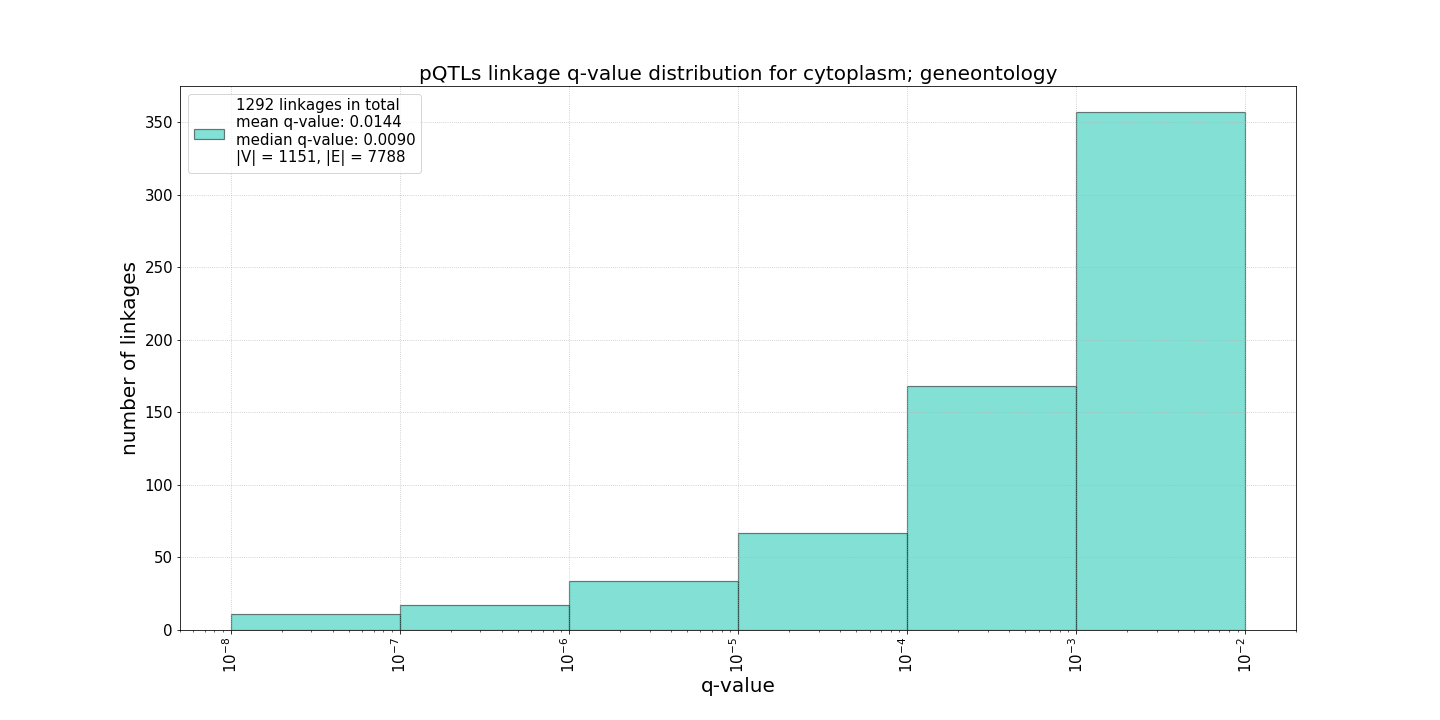 pQTLs linkage q-value distribution for cytoplasm; geneontology
1292 linkages in total
mean q-value: 0.0144
median q-value: 0.0090
|V| = 1151, |E| = 7788
number of linkages
350
300
250
200
150
100
50
0
10⁻⁸
10⁻⁷
10⁻⁶
10⁻⁵
10⁻⁴
10⁻³
10⁻²
q-value